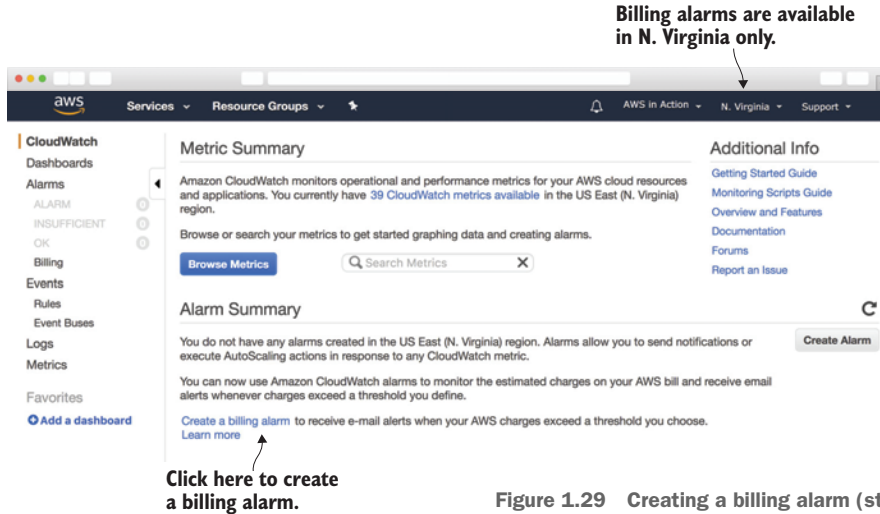 Billing alarms are available
in N. Virginia only.
aws
Services
Resource Groups
AWS in Action
N. Virginia
Support
CloudWatch
Dashboards
Alarms
ALARM 0
INSUFFICIENT 0
OK 0
Billing
Events
Rules
Event Buses
Logs
Metrics
Favorites
Add a dashboard
Metric Summary
Amazon CloudWatch monitors operational and performance metrics for your AWS cloud resources
and applications. You currently have 39 CloudWatch metrics available in the US East (N. Virginia)
region.
Browse or search your metrics to get started graphing data and creating alarms.
Browse Metrics
Search Metrics
Alarm Summary
You do not have any alarms created in the US East (N. Virginia) region. Alarms allow you to send notifications or
execute AutoScaling actions in response to any CloudWatch metric.
Create Alarm
You can now use Amazon CloudWatch alarms to monitor the estimated charges on your AWS bill and receive email
alerts whenever charges exceed a threshold you define.
Create a billing alarm to receive e-mail alerts when your AWS charges exceed a threshold you choose.
Learn more
Additional Info
Getting Started Guide
Monitoring Scripts Guide
Overview and Features
Documentation
Forums
Report an Issue
Click here to create
a billing alarm.
Figure 1.29 Creating a billing alarm (st